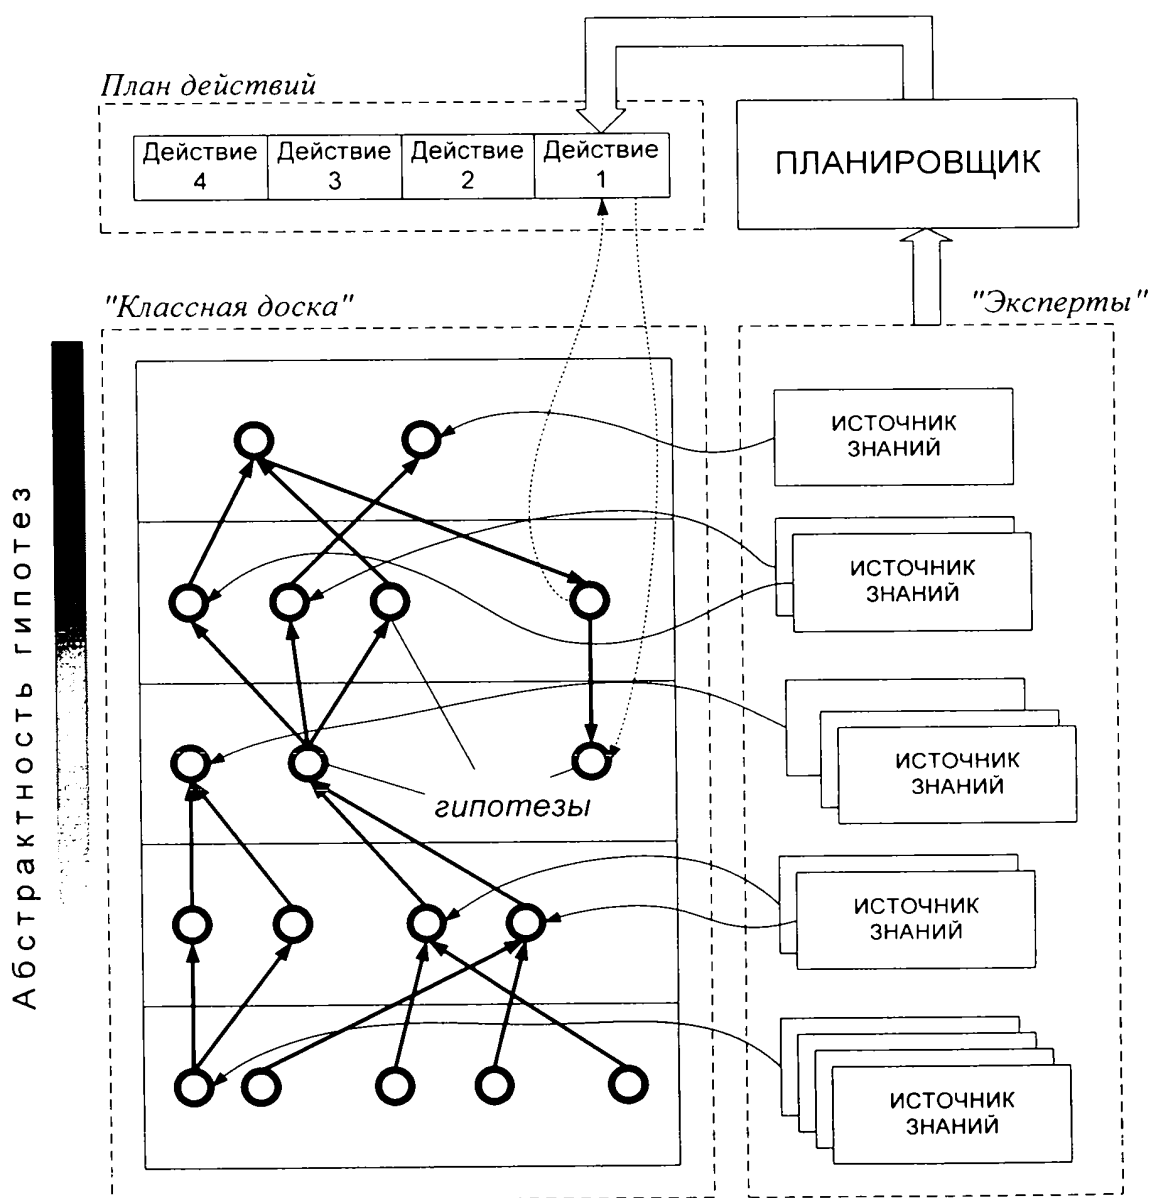 План действий
Действие
4
Действие
3
Действие
2
Действие
1
ПЛАНИРОВЩИК
"Классная доска"
"Эксперты"
Абстрактность гипотез
ИСТОЧНИК
ЗНАНИЙ
ИСТОЧНИК
ЗНАНИЙ
ИСТОЧНИК
ЗНАНИЙ
гипотезы
ИСТОЧНИК
ЗНАНИЙ
ИСТОЧНИК
ЗНАНИЙ